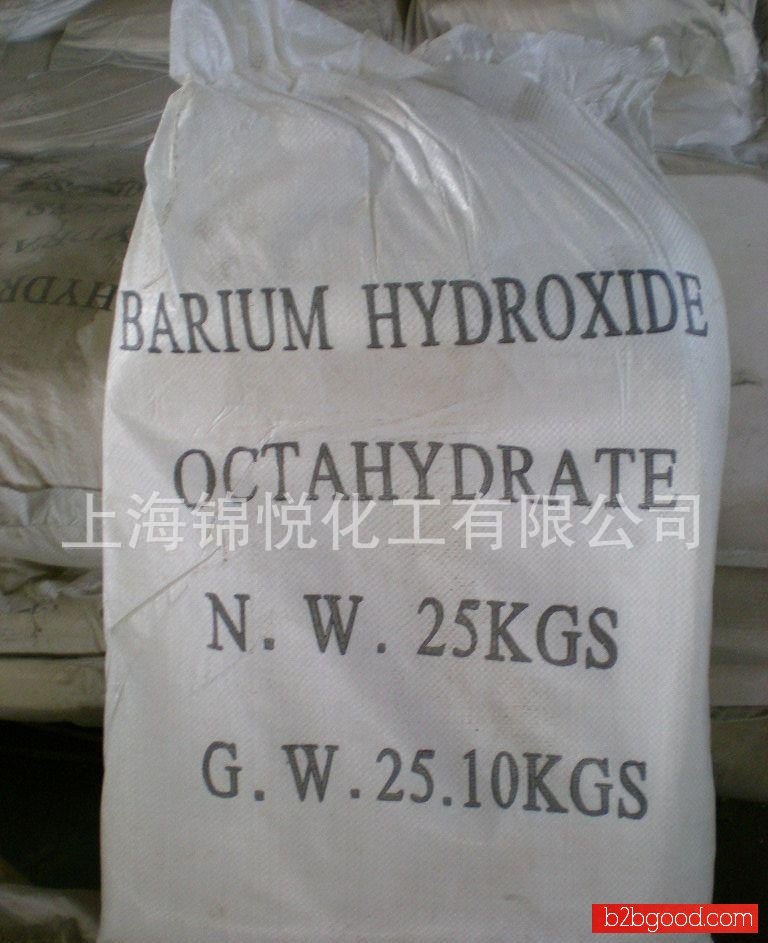 BARIUM HYDROXIDE
OCTAHYDRATE
上海锦悦化工有限公司
N. W. 25KGS
G. W. 25.10KGS
b2bgood.com